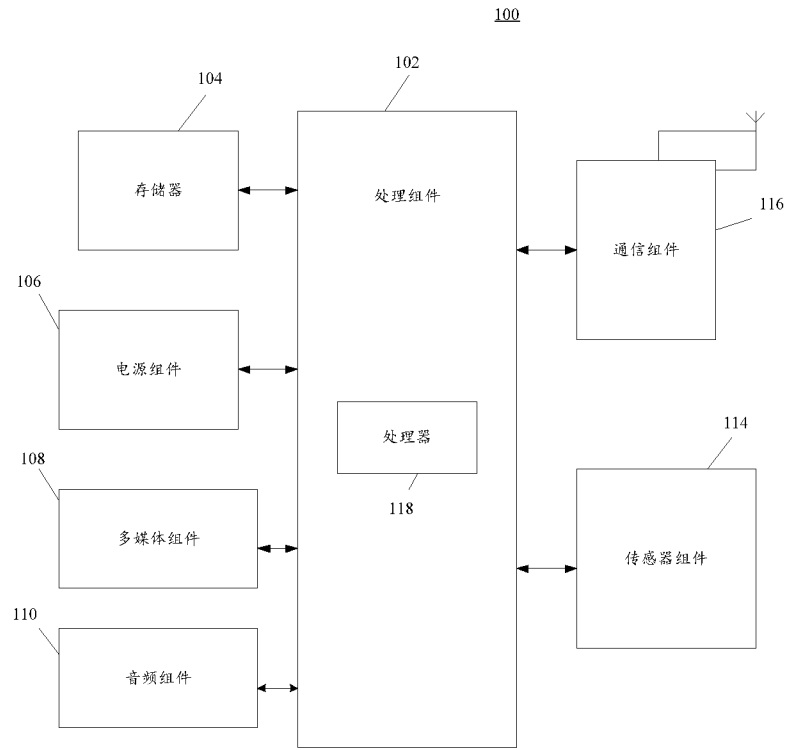 100
102
104
存储器
处理组件
116
通信组件
106
电源组件
处理器
118
114
108
多媒体组件
传感器组件
110
音频组件